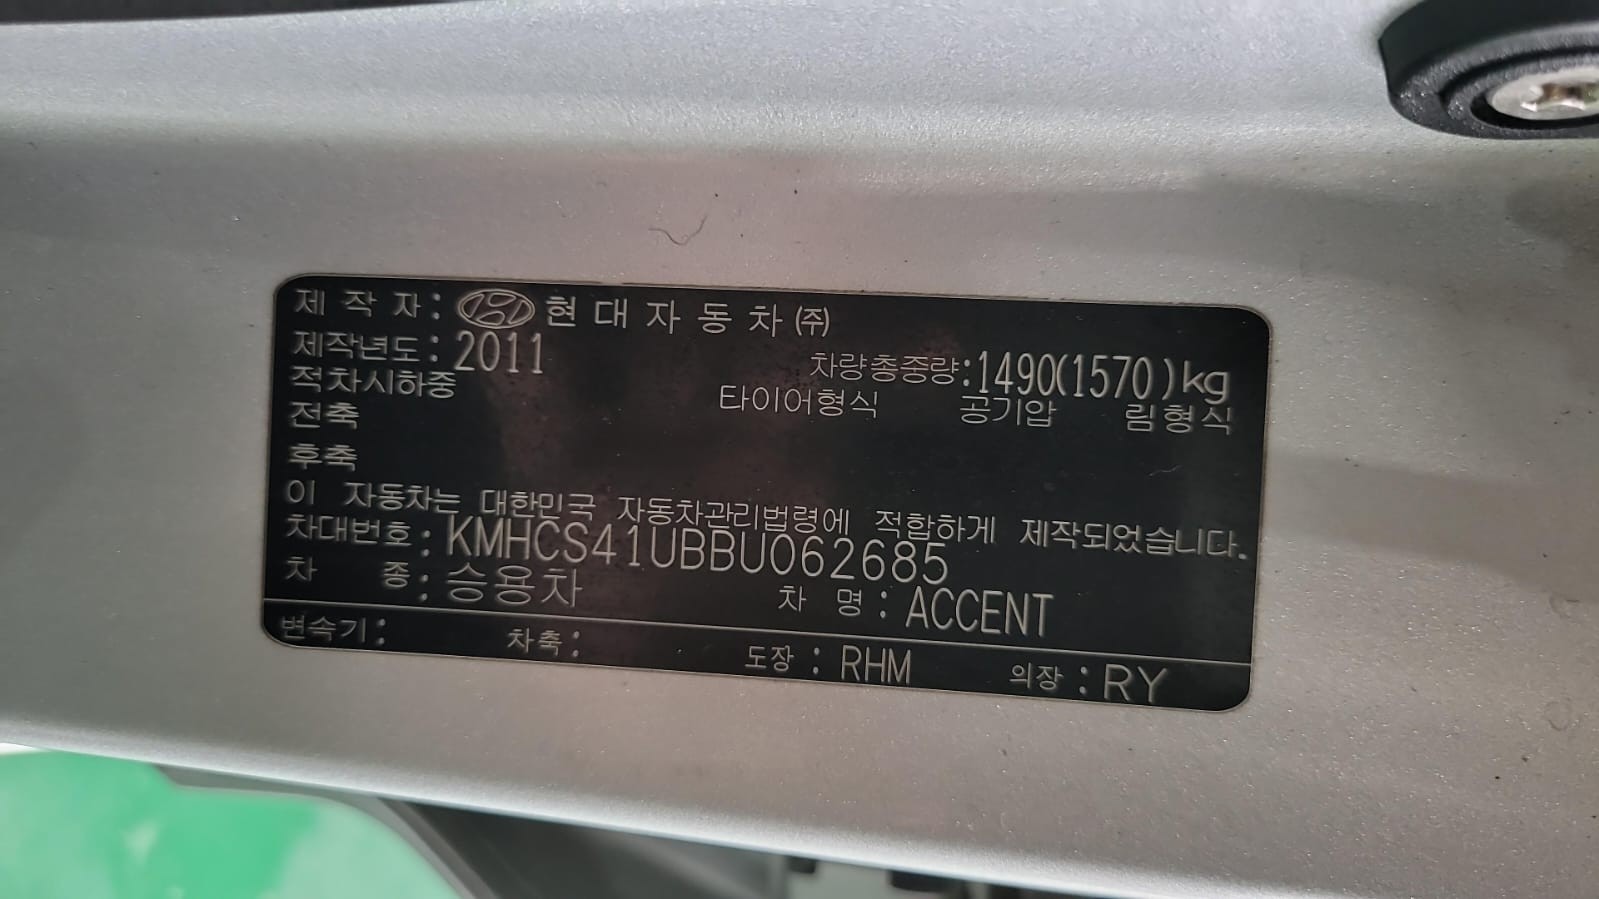 제 작 자 : 현 대 자 동 차 (주)
제작년도 : 2011 차량총중량 : 1490(1570)kg
적차시하중 타이어형식 공기압 림형식
전축
후축
이 자동차는 대한민국 자동차관리법령에 적합하게 제작되었습니다.
차대번호 : KMHCS41UBBU062685
차 종 : 승용차 차 명 : ACCENT
변속기 : 차축 : 도장 : RHM 의장 : RY